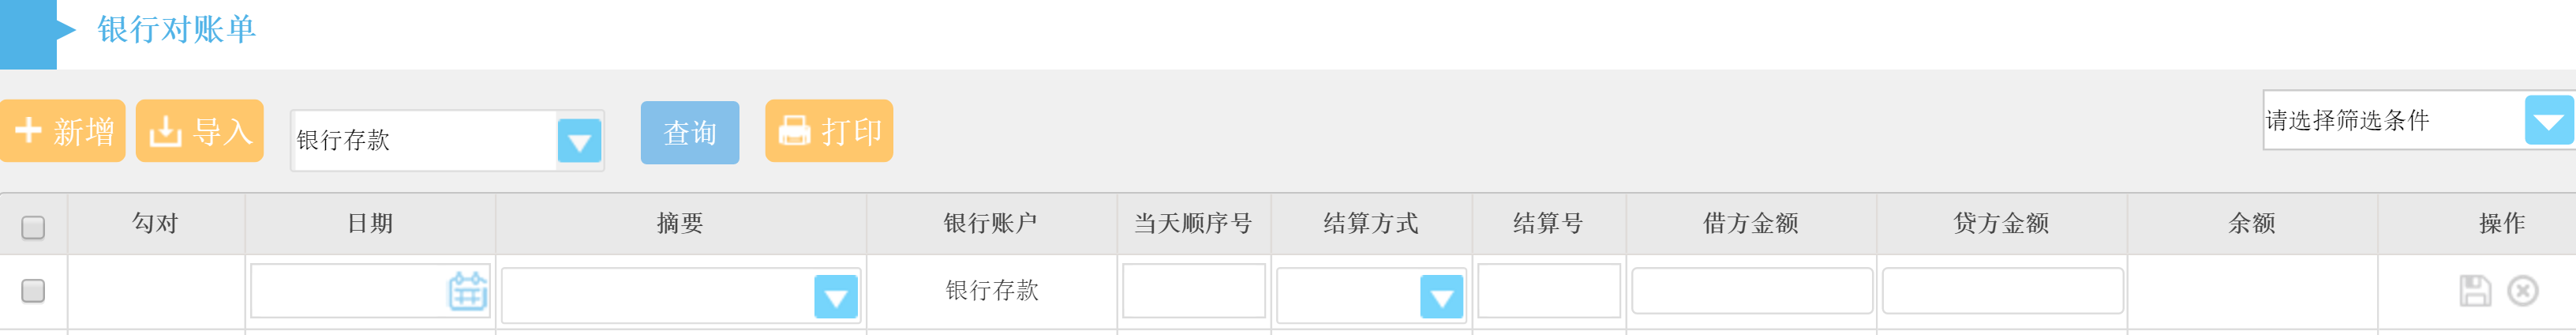 银行对账单
新增 导入 银行存款 查询 打印 请选择筛选条件
勾对 日期 摘要 银行账户 当天顺序号 结算方式 结算号 借方金额 贷方金额 余额 操作
银行存款